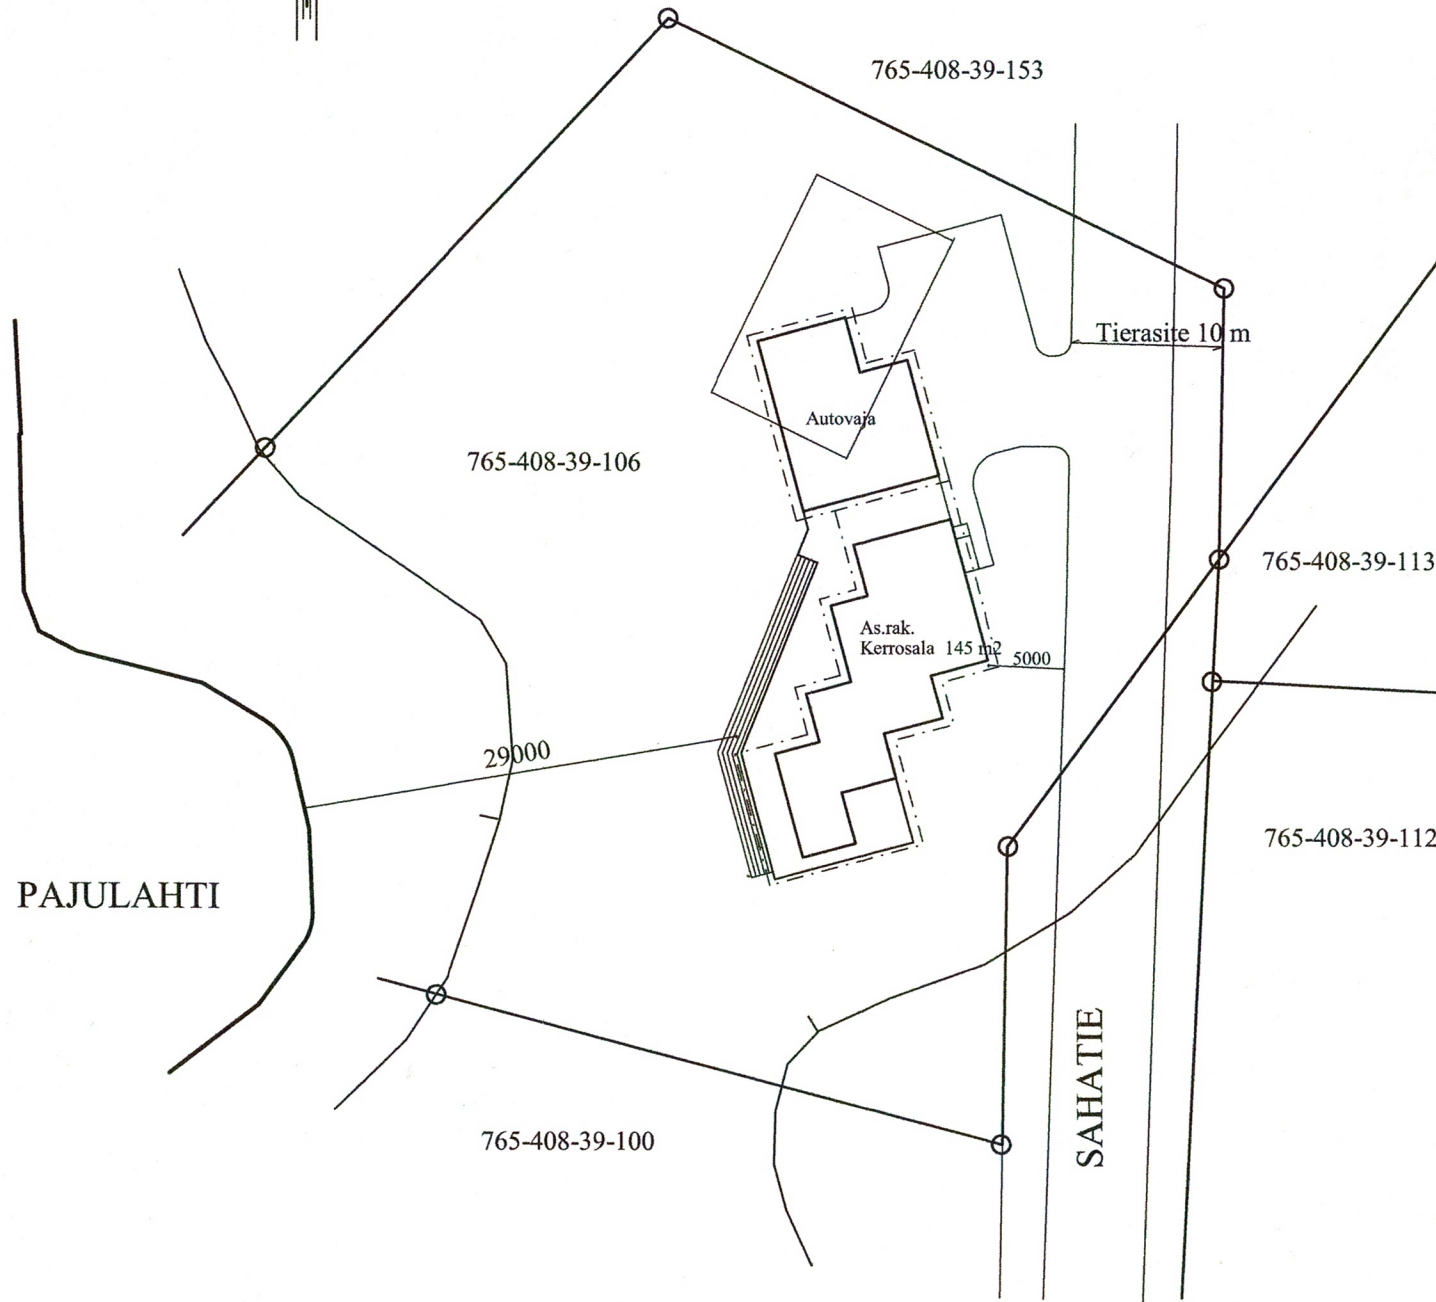 765-408-39-153
Tierasite 10 m
Autovaja
765-408-39-106
765-408-39-113
As.rak.
Kerrosala 145 m2
5000
29000
765-408-39-112
PAJULAHTI
SAHATIE
765-408-39-100